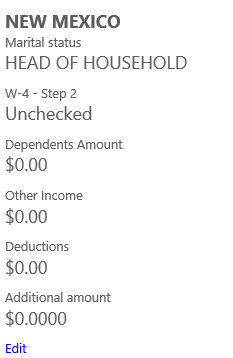 NEW MEXICO
Marital status
HEAD OF HOUSEHOLD
W-4 - Step 2
Unchecked
Dependents Amount
$0.00
Other Income
$0.00
Deductions
$0.00
Additional amount
$0.0000
Edit